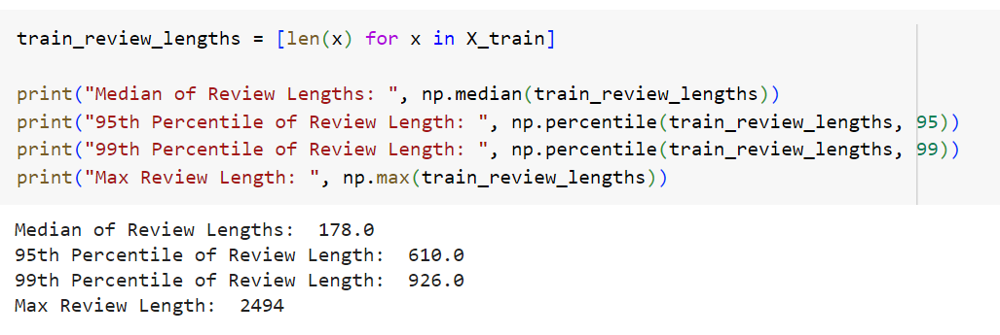 train_review_lengths = [len(x) for x in X_train]
print("Median of Review Lengths: ", np.median(train_review_lengths))
print("95th Percentile of Review Length: ", np.percentile(train_review_lengths, 95))
print("99th Percentile of Review Length: ", np.percentile(train_review_lengths, 99))
print("Max Review Length: ", np.max(train_review_lengths))
Median of Review Lengths:  178.0
95th Percentile of Review Length:  610.0
99th Percentile of Review Length:  926.0
Max Review Length:  2494